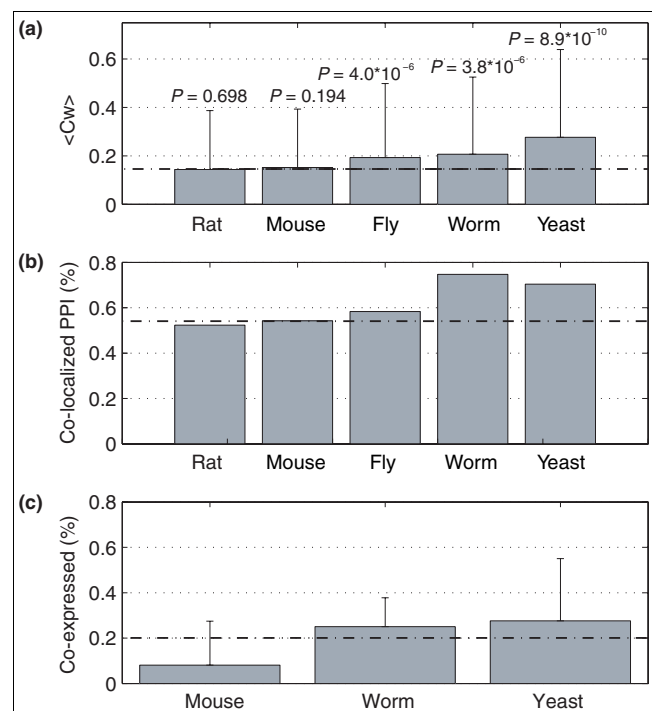 (a)
<Cw>
0.6
0.4
0.2
0
P = 0.698
P = 0.194
P = 4.0*10⁻⁶
P = 3.8*10⁻⁶
P = 8.9*10⁻¹⁰
Rat Mouse Fly Worm Yeast
(b)
Co-localized PPI (%)
0.8
0.6
0.4
0.2
0
Rat Mouse Fly Worm Yeast
(c)
Co-expressed (%)
0.8
0.6
0.4
0.2
0
Mouse Worm Yeast